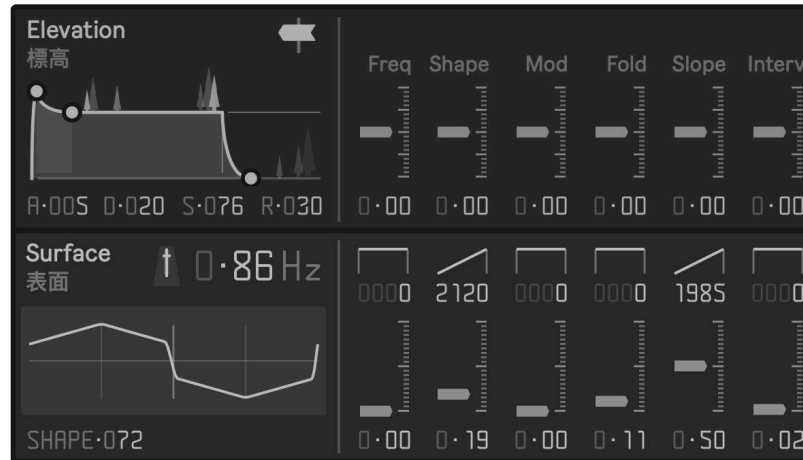 Elevation
標高
Freq Shape Mod Fold Slope Interv
A·005 D·020 S·076 R·030
0·00 0·00 0·00 0·00 0·00 0·00
Surface
表面
0·86Hz
0000 2120 0000 0000 1985 0000
SHAPE·072
0·00 0·19 0·00 0·11 0·50 0·02